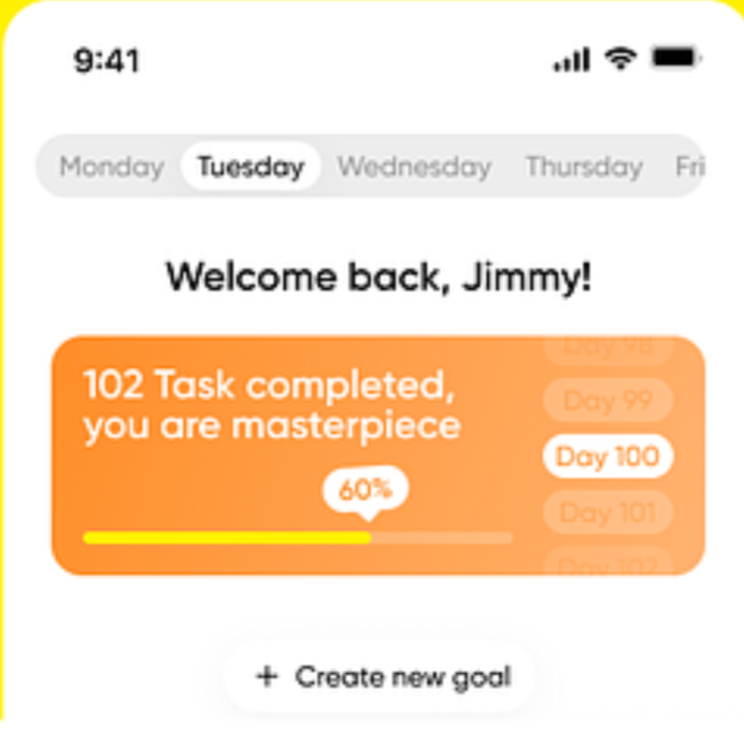 9:41
Monday Tuesday Wednesday Thursday Fri
Welcome back, Jimmy!
102 Task completed,
you are masterpiece
60%
Day 98
Day 99
Day 100
Day 101
Day 102
+ Create new goal